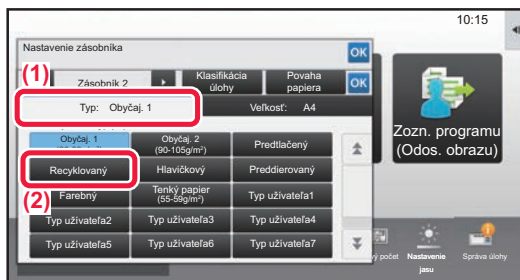 10:15
Nastavenie zásobníka
OK
(1)
Zásobník 2
Klasifikácia
úlohy
Povaha
papiera
OK
Typ: Obyčaj. 1
Veľkosť: A4
Obyčaj. 1
Obyčaj. 2
(90-105g/m²)
Predtlačený
Recyklovaný
Hlavičkový
Preddierovaný
(2)
Farebný
Tenký papier
(55-59g/m²)
Typ užívateľa1
Typ užívateľa2
Typ užívateľa3
Typ užívateľa4
Typ užívateľa5
Typ užívateľa6
Typ užívateľa7
Zozn. programu
(Odos. obrazu)
počet
Nastavenie
jasu
Správa úlohy